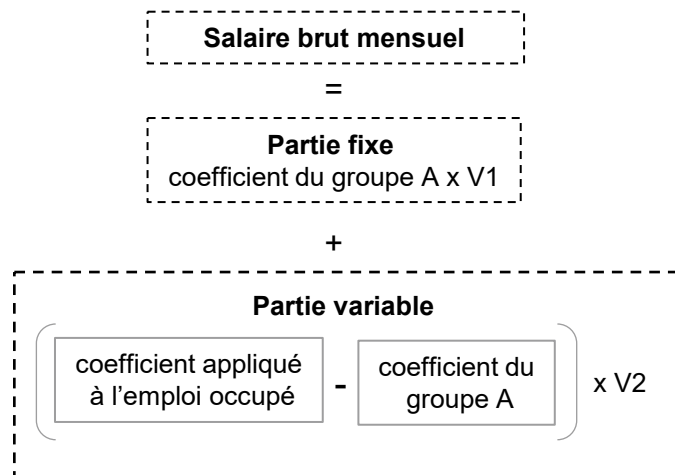 Salaire brut mensuel
=
Partie fixe
coefficient du groupe A x V1
+
Partie variable
coefficient appliqué
à l’emploi occupé
-
coefficient du
groupe A
x V2